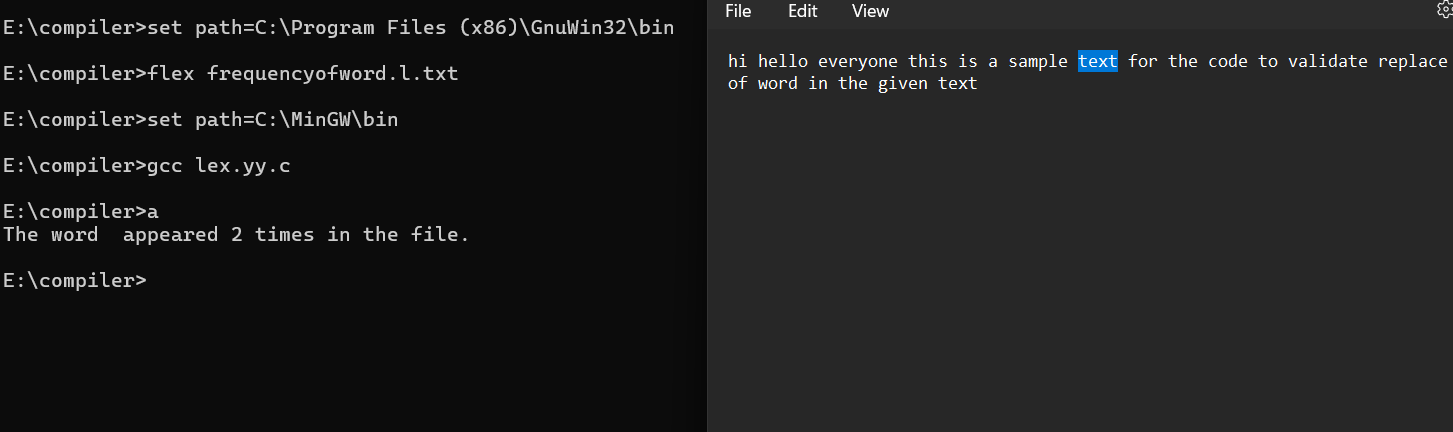 E:\compiler>set path=C:\Program Files (x86)\GnuWin32\bin
E:\compiler>flex frequencyofword.l.txt
E:\compiler>set path=C:\MinGW\bin
E:\compiler>gcc lex.yy.c
E:\compiler>a
The word  appeared 2 times in the file.
E:\compiler>
File Edit View
hi hello everyone this is a sample text for the code to validate replace
of word in the given text